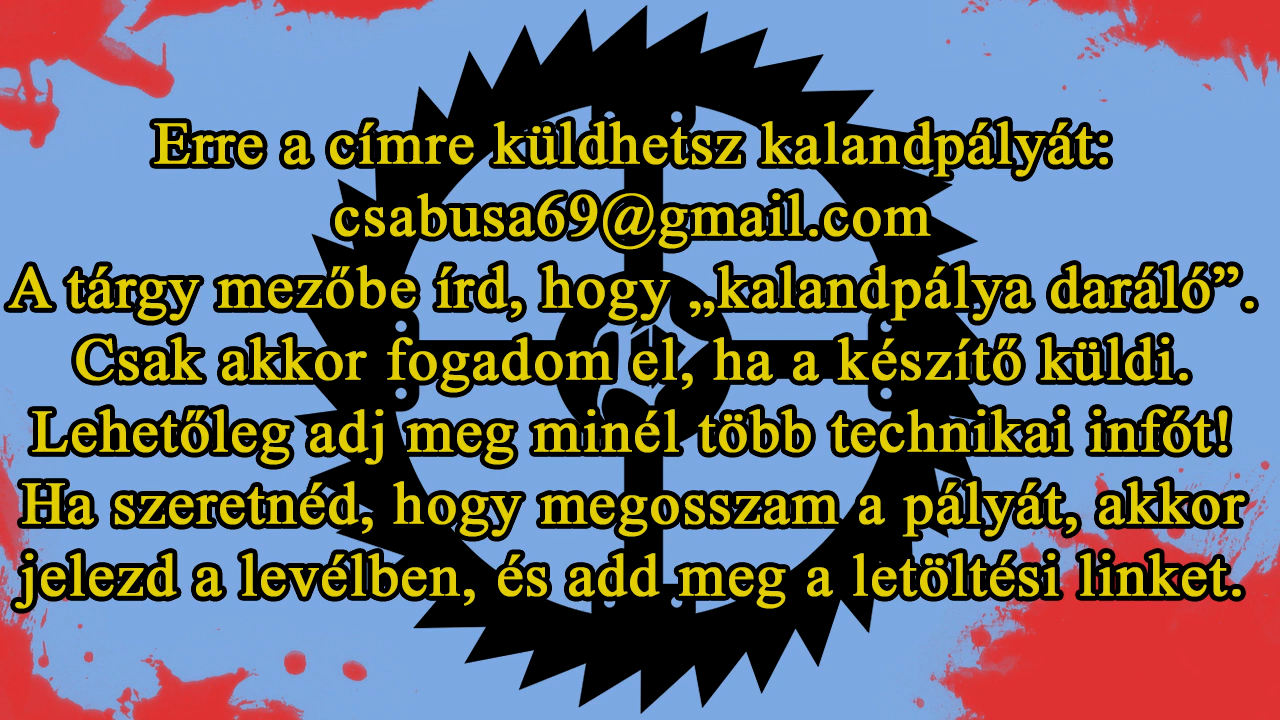 Erre a címre küldhetsz kalandpályát:
csabusa69@gmail.com
A tárgy mezőbe írd, hogy „kalandpálya daráló”.
Csak akkor fogadom el, ha a készítő küldi.
Lehetőleg adj meg minél több technikai infót!
Ha szeretnéd, hogy megosszam a pályát, akkor
jelezd a levélben, és add meg a letöltési linket.